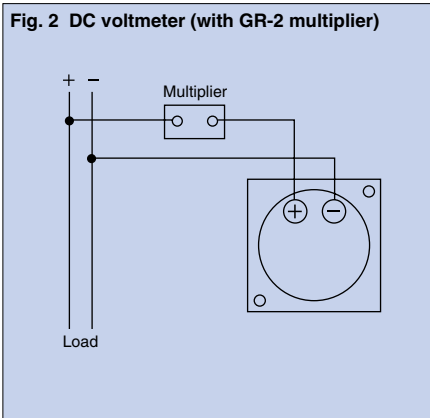 Fig. 2 DC voltmeter (with GR-2 multiplier)
+ −
Multiplier
+ −
Load